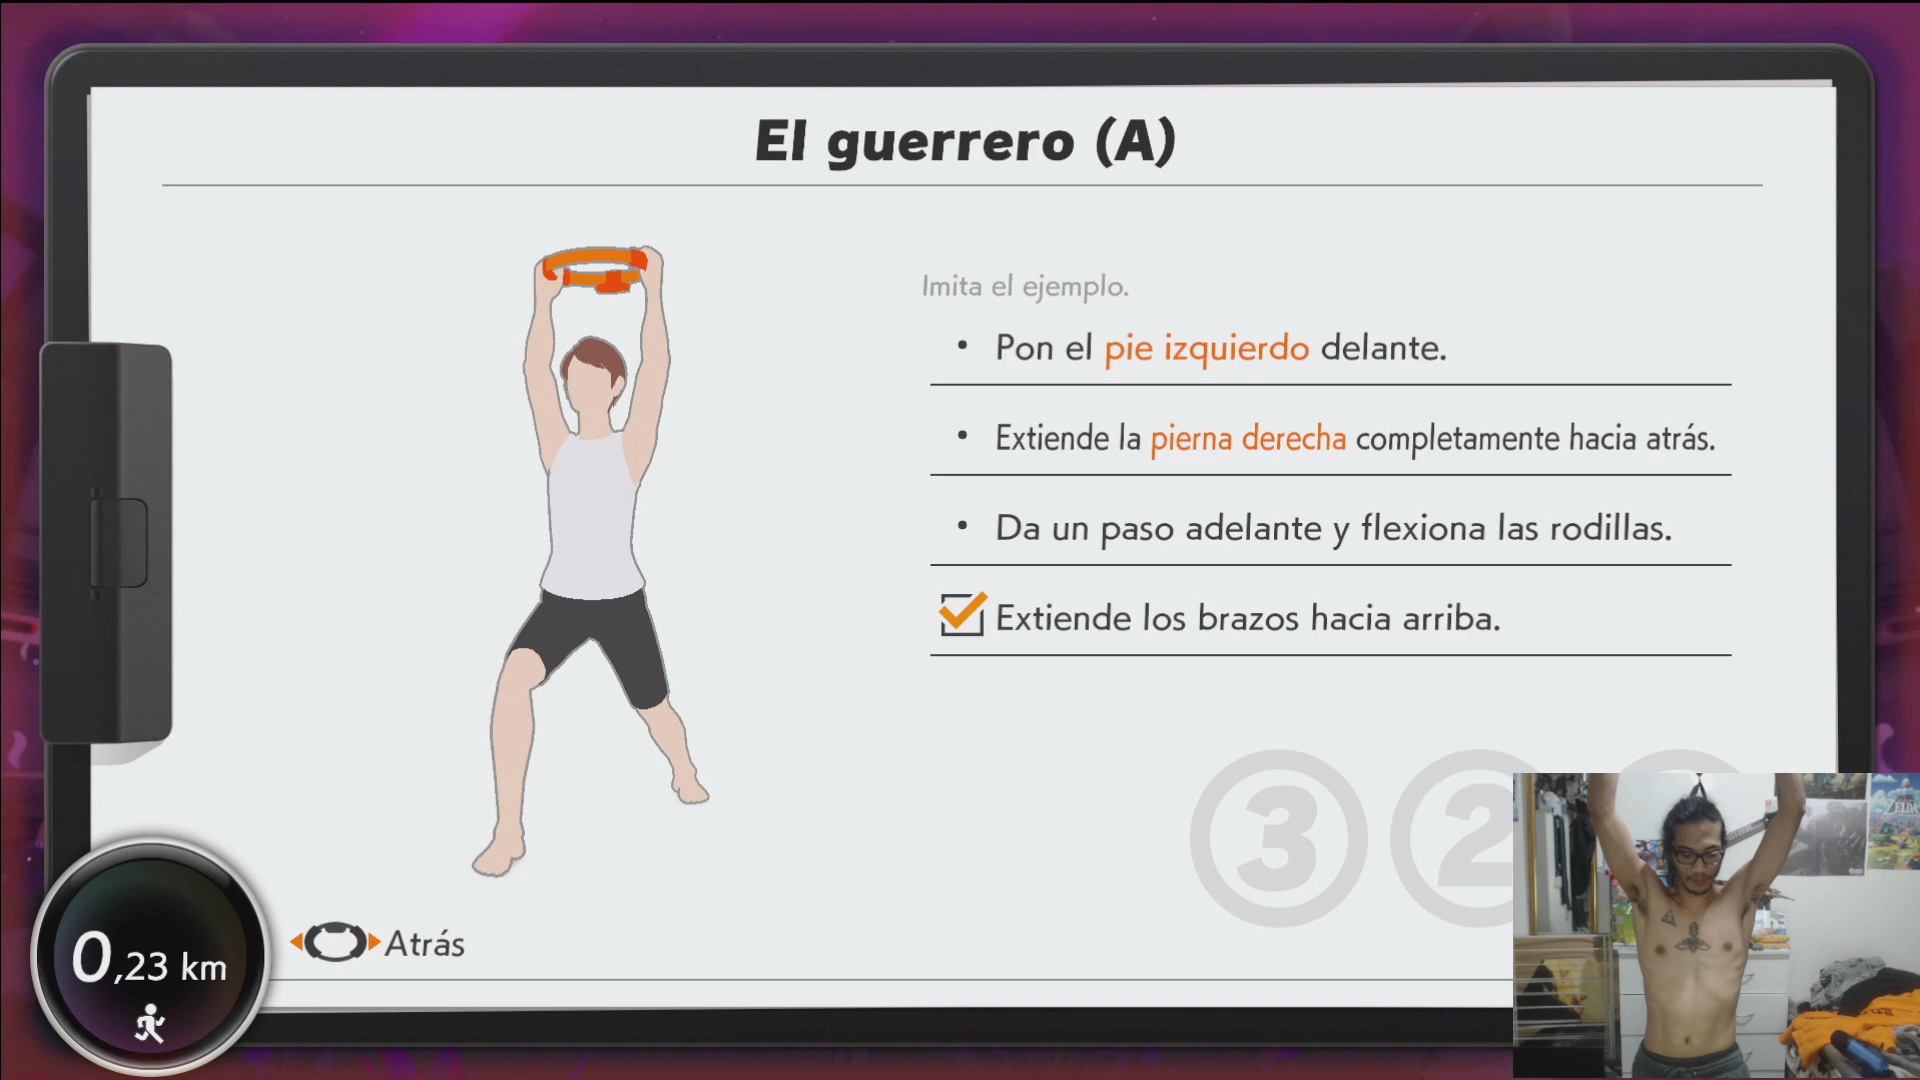 El guerrero (A)
Imita el ejemplo.
• Pon el pie izquierdo delante.
• Extiende la pierna derecha completamente hacia atrás.
• Da un paso adelante y flexiona las rodillas.
Extiende los brazos hacia arriba.
3 2
ZELDA
0,23 km
Atrás